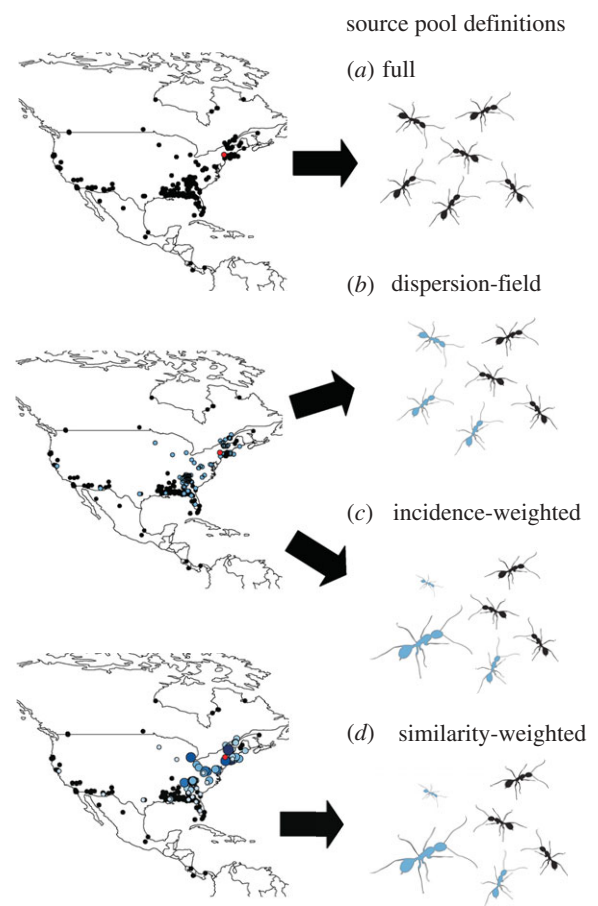 source pool definitions
(a) full
(b) dispersion-field
(c) incidence-weighted
(d) similarity-weighted